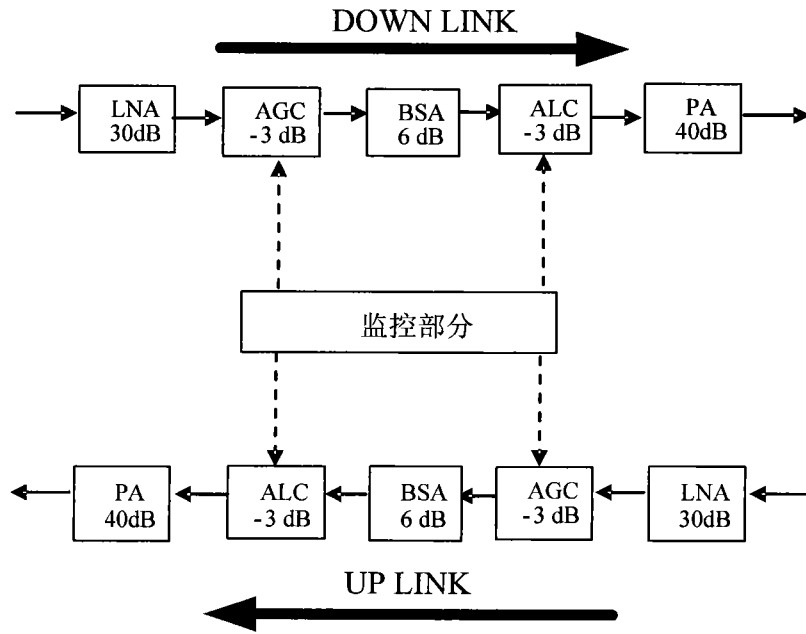 DOWN LINK
LNA
30dB
AGC
-3 dB
BSA
6 dB
ALC
-3 dB
PA
40dB
监控部分
PA
40dB
ALC
-3 dB
BSA
6 dB
AGC
-3 dB
LNA
30dB
UP LINK